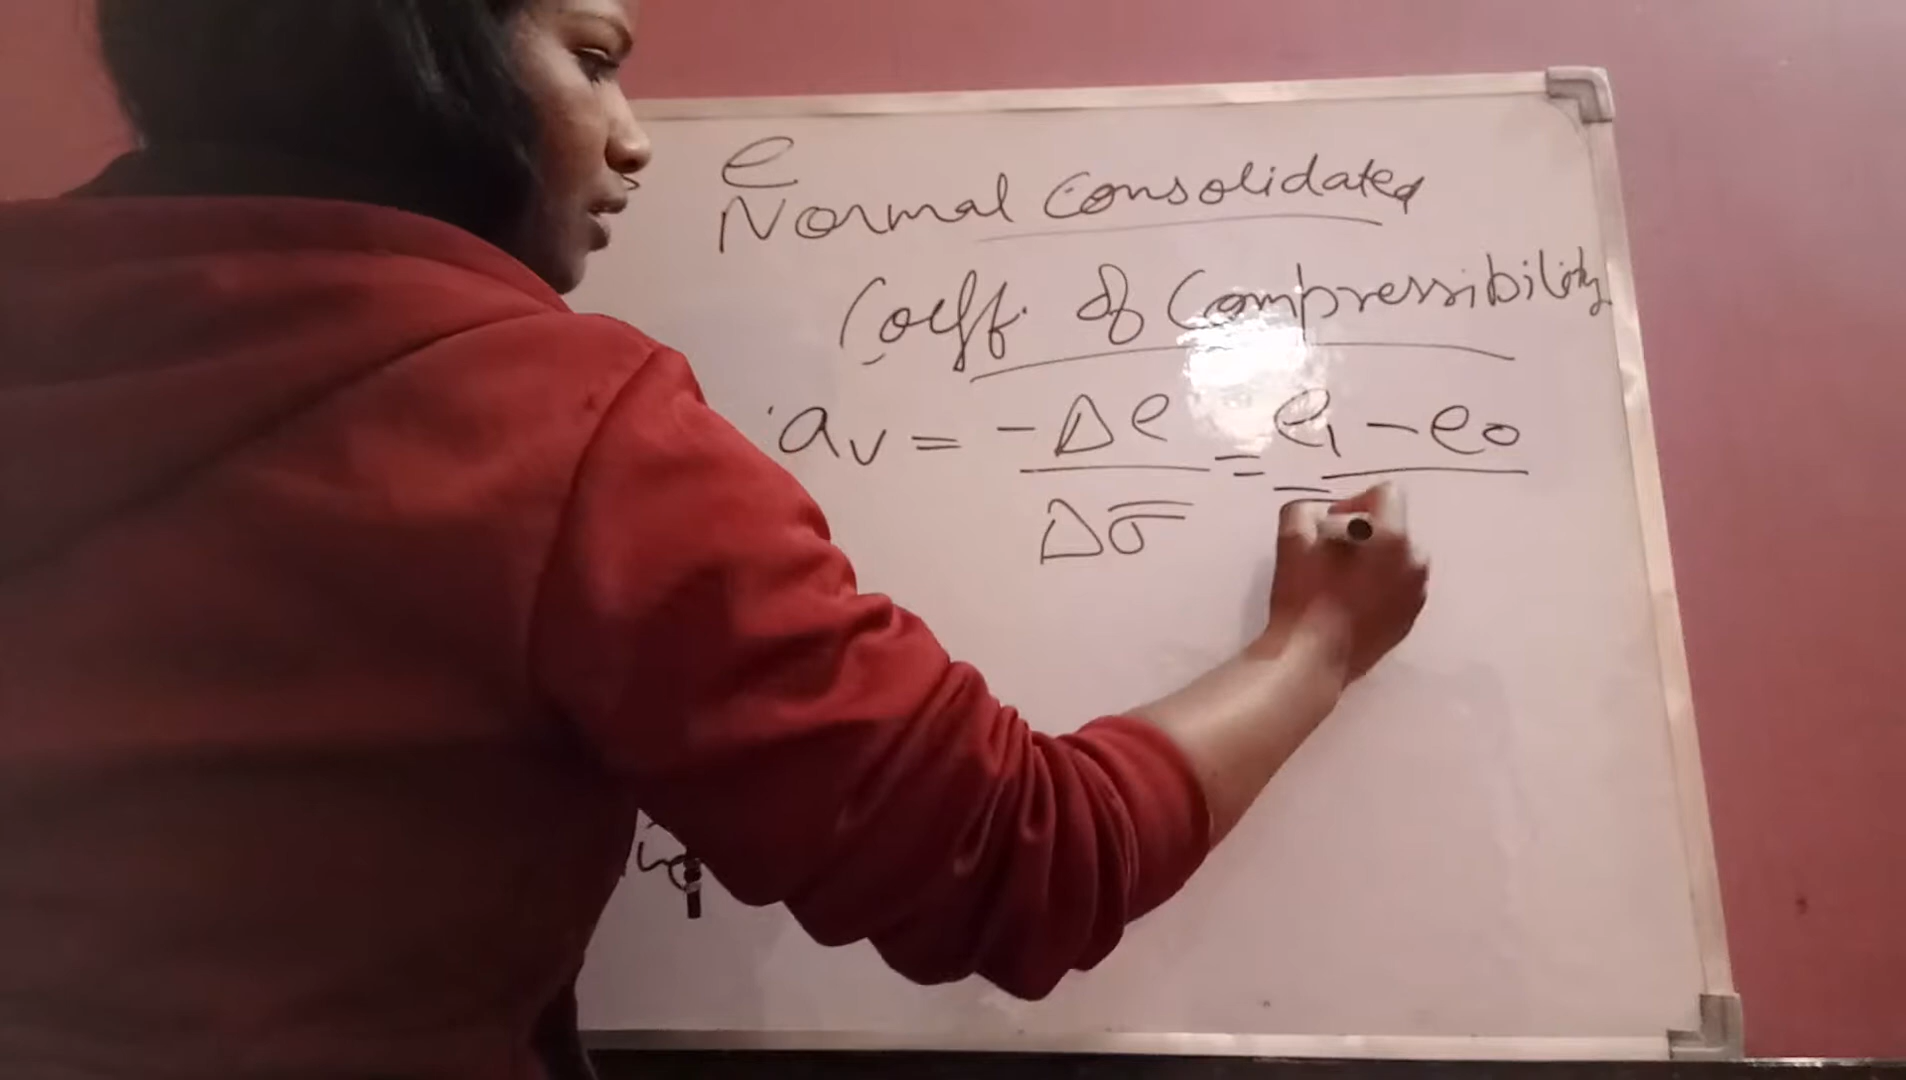 e
Normal Consolidated
Coeff. of Compressibility
av = -Δe = e1 - e0
Δσ̅